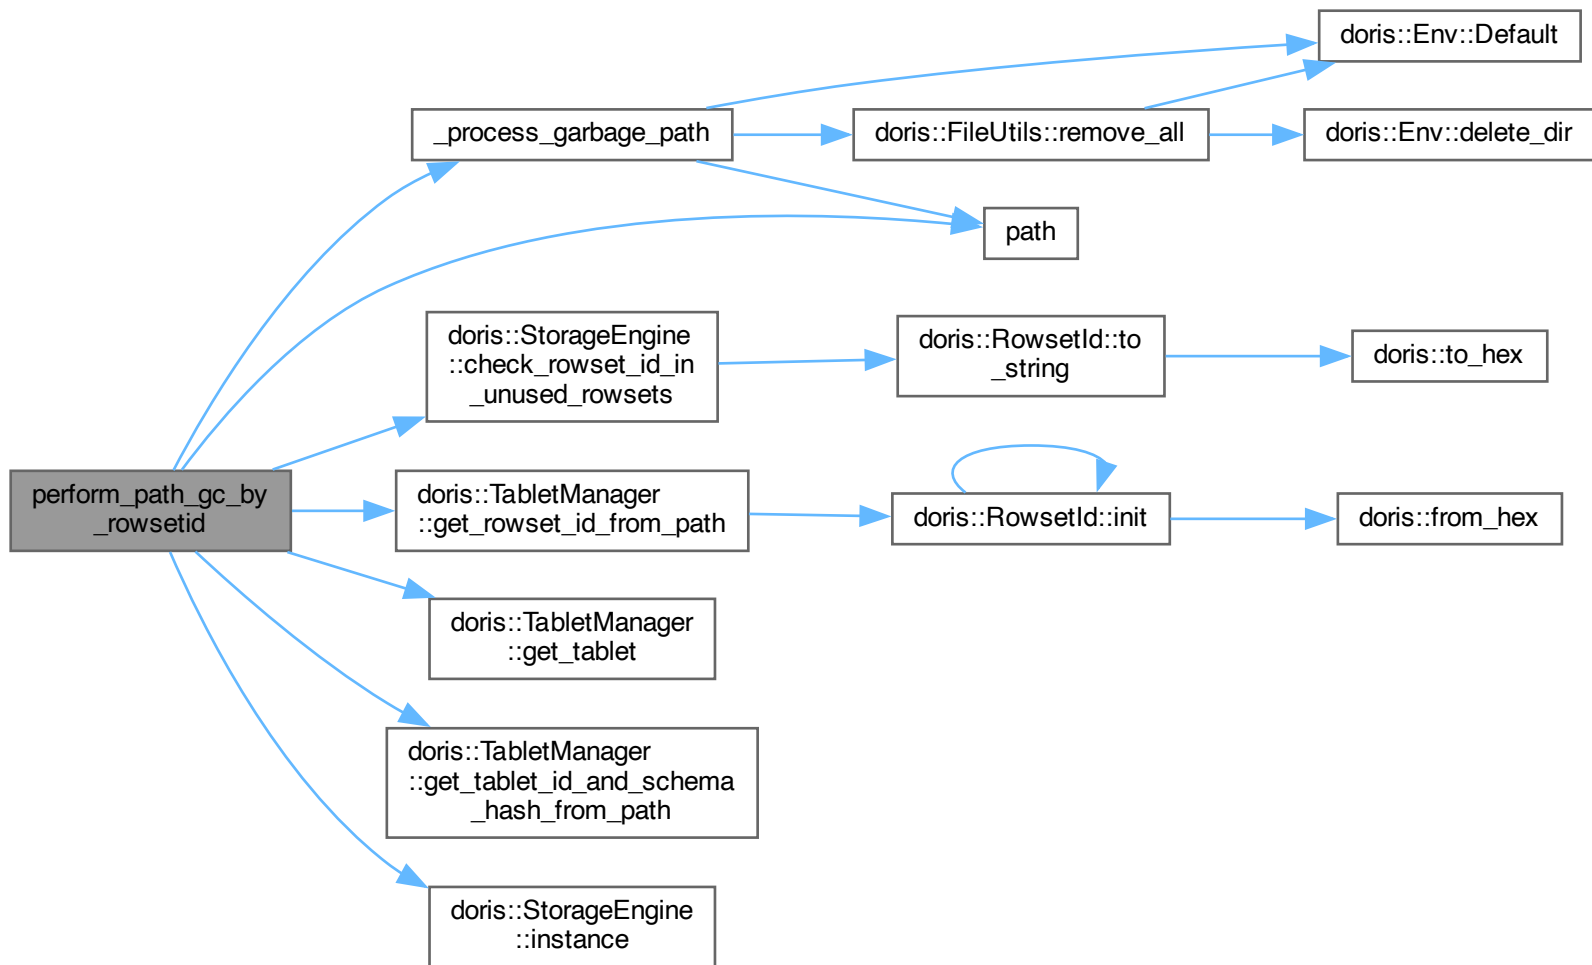 doris::Env::Default
_process_garbage_path
doris::FileUtils::remove_all
doris::Env::delete_dir
path
doris::StorageEngine
::check_rowset_id_in
_unused_rowsets
doris::RowsetId::to
_string
doris::to_hex
perform_path_gc_by
_rowsetid
doris::TabletManager
::get_rowset_id_from_path
doris::RowsetId::init
doris::from_hex
doris::TabletManager
::get_tablet
doris::TabletManager
::get_tablet_id_and_schema
_hash_from_path
doris::StorageEngine
::instance